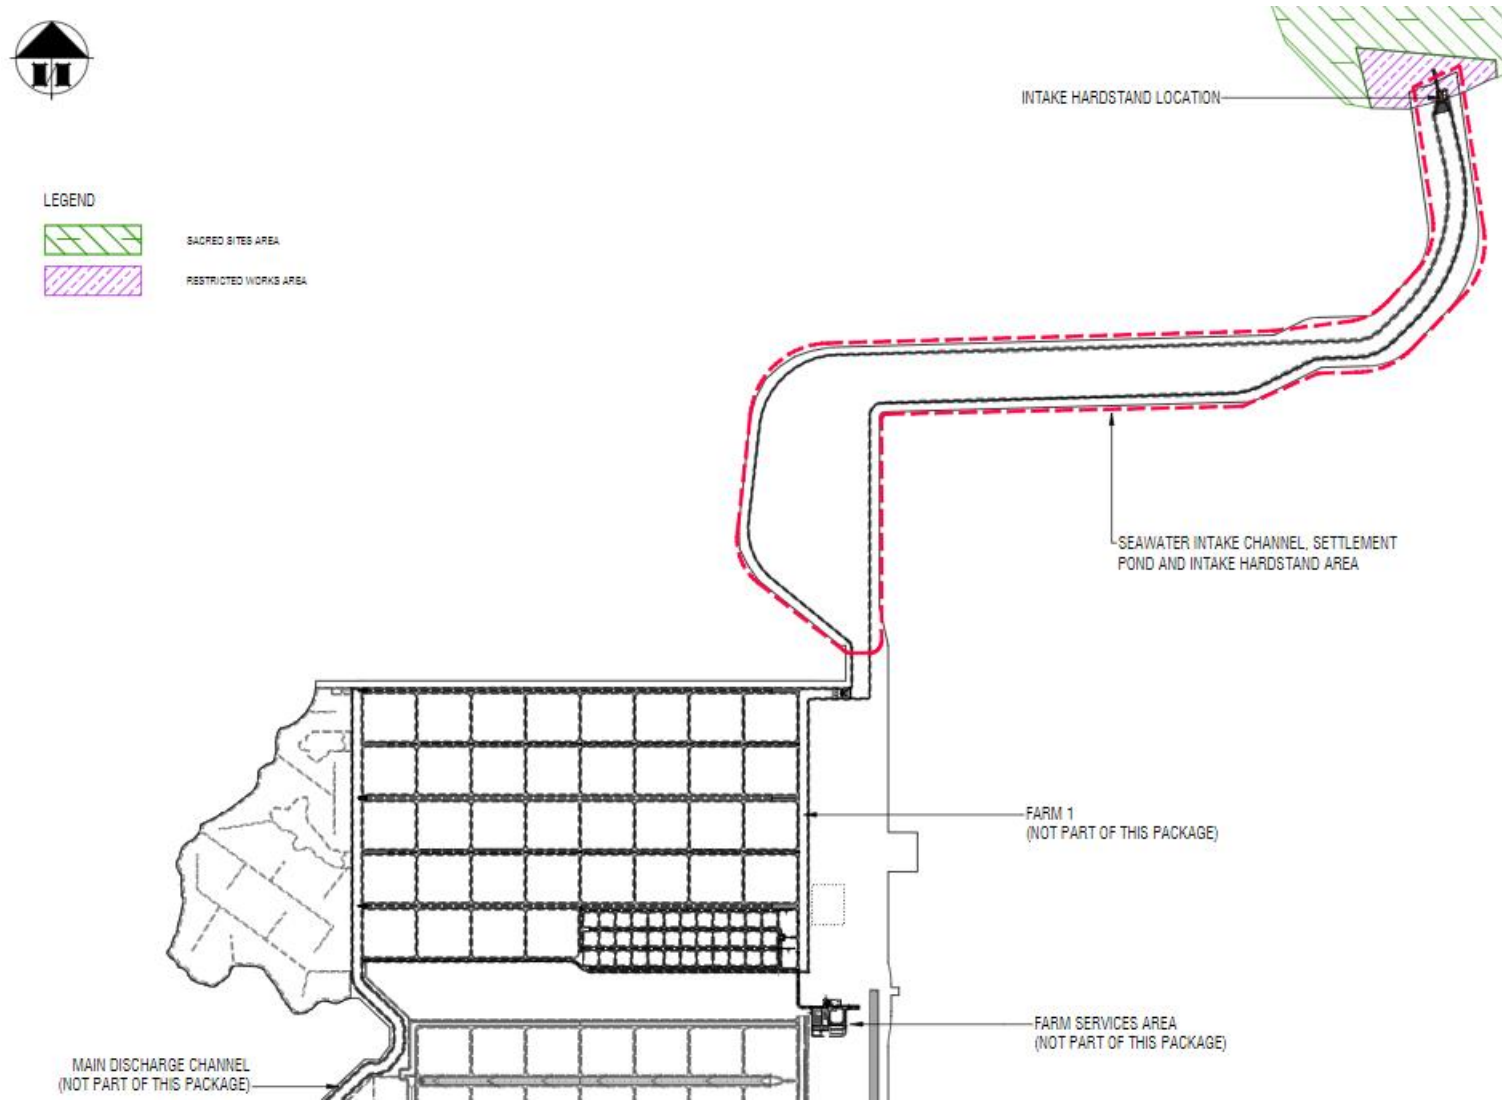 INTAKE HARDSTAND LOCATION
LEGEND
SACRED SITES AREA
RESTRICTED WORKS AREA
SEAWATER INTAKE CHANNEL, SETTLEMENT
POND AND INTAKE HARDSTAND AREA
FARM 1
(NOT PART OF THIS PACKAGE)
FARM SERVICES AREA
(NOT PART OF THIS PACKAGE)
MAIN DISCHARGE CHANNEL
(NOT PART OF THIS PACKAGE)